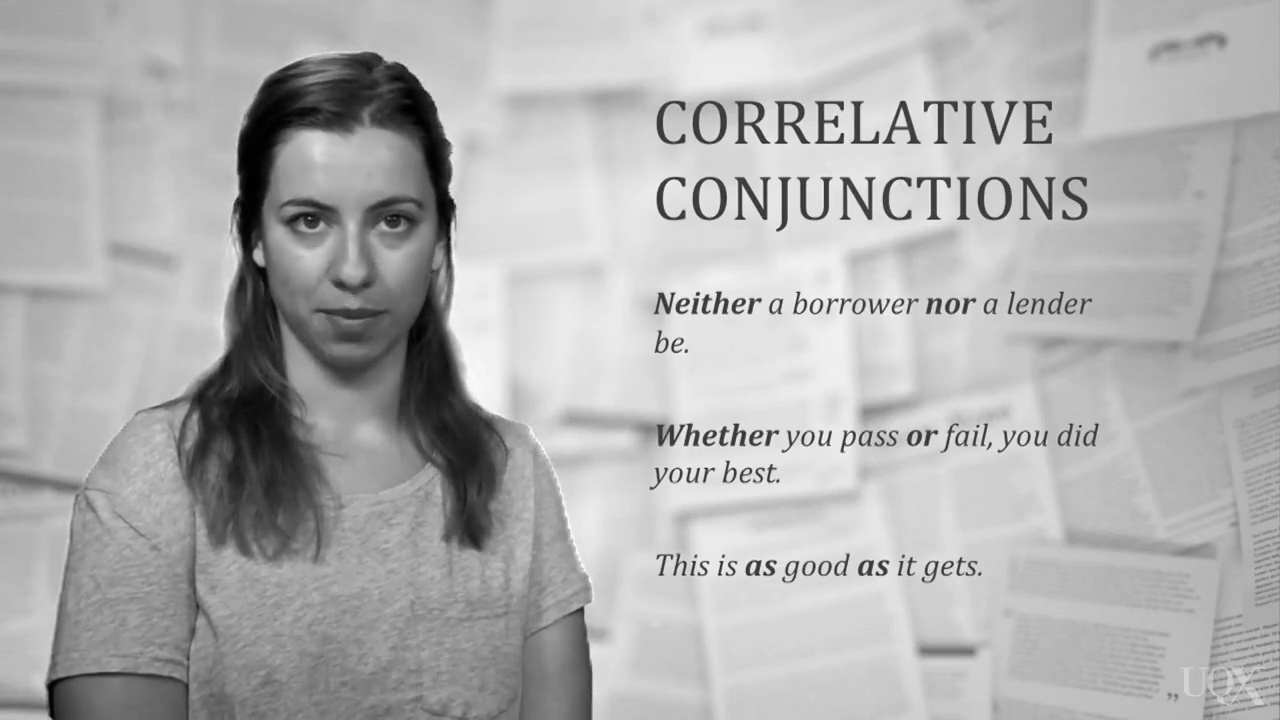 CORRELATIVE
CONJUNCTIONS
Neither a borrower nor a lender
be.
Whether you pass or fail, you did
your best.
This is as good as it gets.
UQX